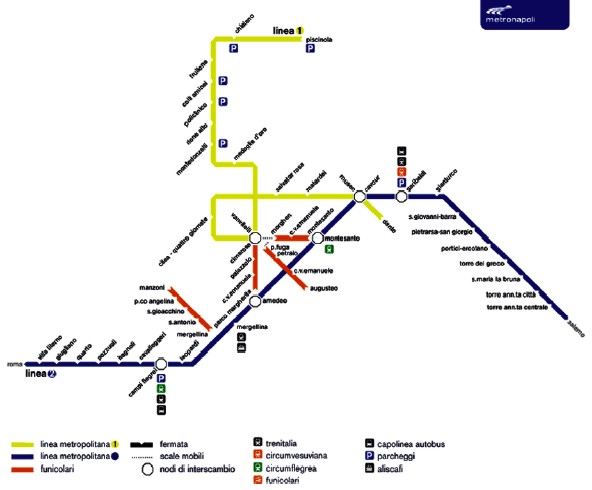 metronapoli
linea 1
piscinola
chiaiano
frullone
colli aminei
policlinico
rione alto
montedonzelli
medaglie d'oro
salvator rosa
materdei
museo
cavour
garibaldi
gianturco
dante
s.giovanni-barra
pietrarsa-san giorgio
portici-ercolano
torre del greco
s.maria la bruna
torre ann.ta città
torre ann.ta centrale
salerno
cilea - quattro giornate
vanvitelli
morghen
c.v.emanuele
montesanto
montesanto
p.fuga
petraio
cimarosa
palazzolo
c.v.emanuele
c.v.emanuele
augusteo
parco margherita
amedeo
manzoni
p.co angelina
s.gioacchino
s.antonio
mergellina
mergellina
roma
villa literno
giugliano
quarto
pozzuoli
bagnoli
cavalleggeri
campi flegrei
leopardi
linea 2
linea metropolitana 1
linea metropolitana
funicolari
fermata
scale mobili
nodi di interscambio
trenitalia
circumvesuviana
circumflegrea
funicolari
capolinea autobus
P parcheggi
aliscafi